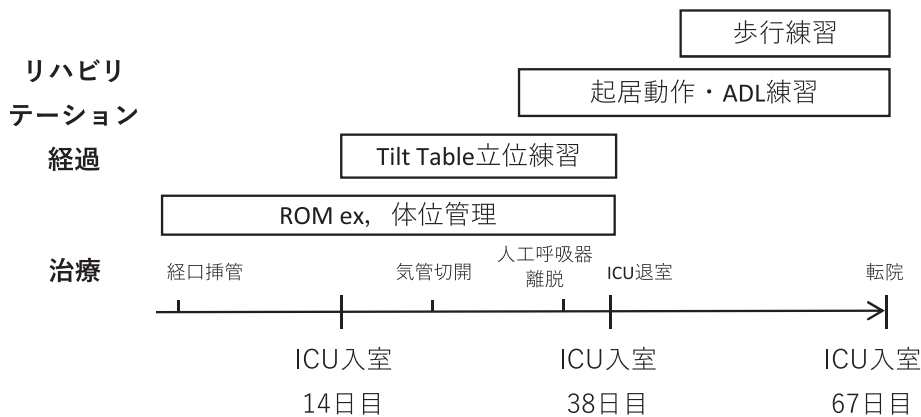 歩行練習
リハビリ
テーション
経過
起居動作・ADL練習
Tilt Table立位練習
ROM ex, 体位管理
治療
経口挿管
気管切開
人工呼吸器
離脱
ICU退室
転院
ICU入室
14日目
ICU入室
38日目
ICU入室
67日目